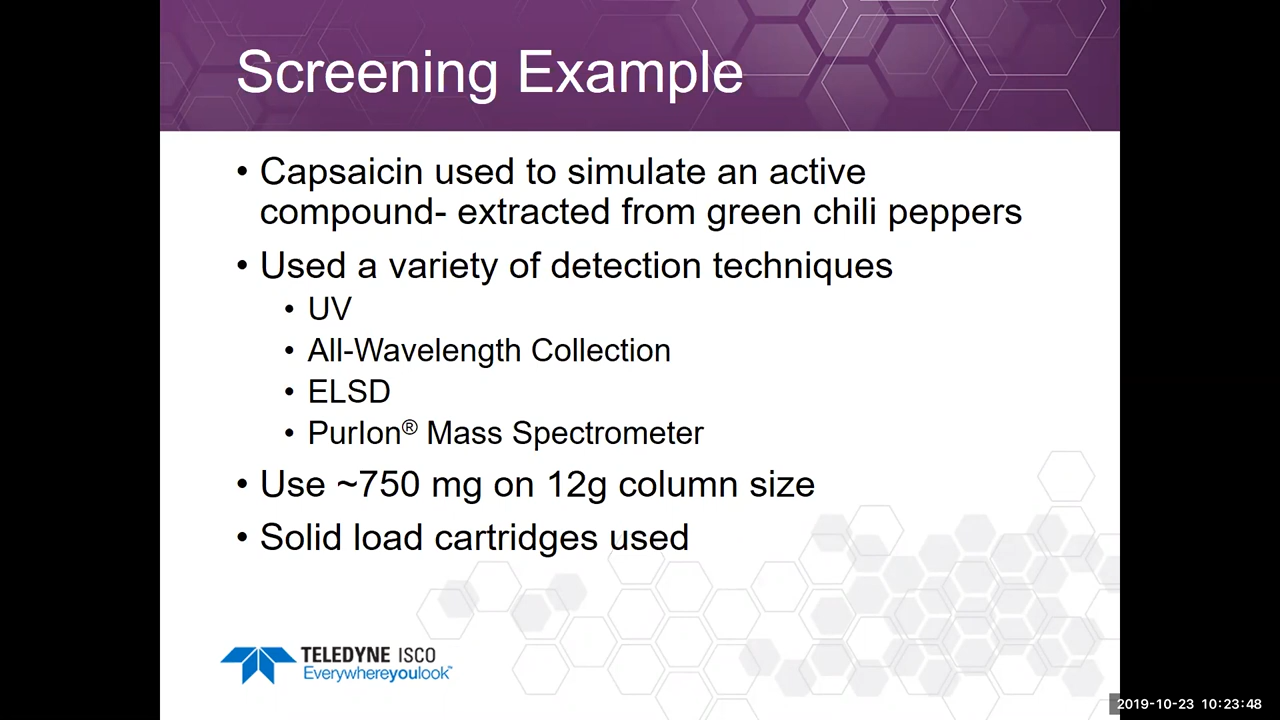 Screening Example
• Capsaicin used to simulate an active
compound- extracted from green chili peppers
• Used a variety of detection techniques
• UV
• All-Wavelength Collection
• ELSD
• PurIon® Mass Spectrometer
• Use ~750 mg on 12g column size
• Solid load cartridges used
TELEDYNE ISCO
Everywhereyoulook™
2019-10-23 10:23:48